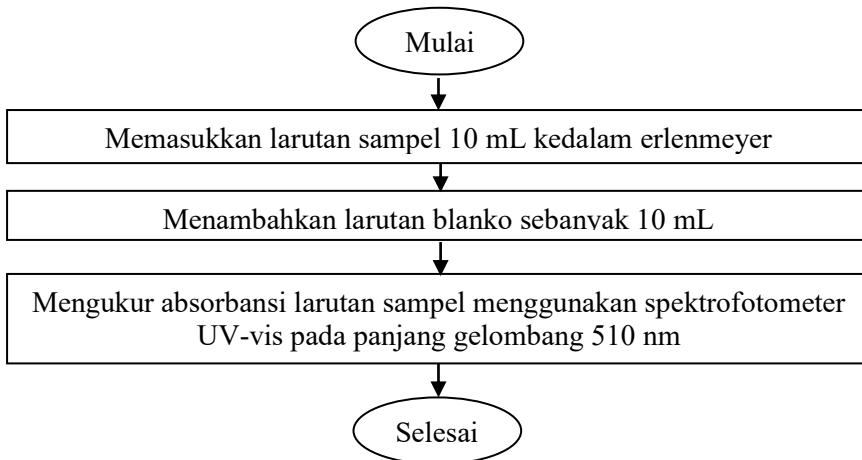 Mulai
Memasukkan larutan sampel 10 mL kedalam erlenmeyer
Menambahkan larutan blanko sebanyak 10 mL
Mengukur absorbansi larutan sampel menggunakan spektrofotometer
UV-vis pada panjang gelombang 510 nm
Selesai